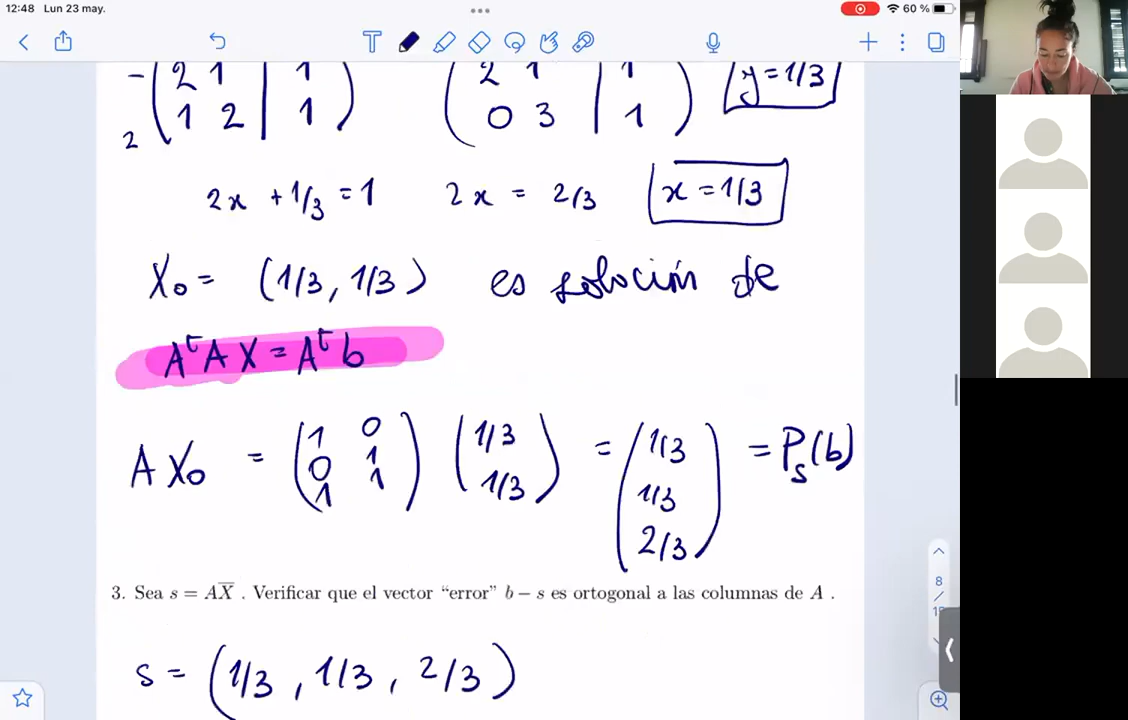 12:48 Lun 23 may. 60 %
- ( 2 1 | 1 ) ( 2 1 | 1 ) y = 1/3
2 ( 1 2 | 1 ) ( 0 3 | 1 )
2x + 1/3 = 1 2x = 2/3 x = 1/3
X₀ = (1/3, 1/3) es solución de
AᵗA X = Aᵗb
A X₀ = ( 1 0 ; 0 1 ; 1 1 ) ( 1/3 ; 1/3 ) = ( 1/3 ; 1/3 ; 2/3 ) = Pₛ(b)
3. Sea s = AX̅ . Verificar que el vector “error” b − s es ortogonal a las columnas de A .
s = (1/3 , 1/3 , 2/3)
8
/